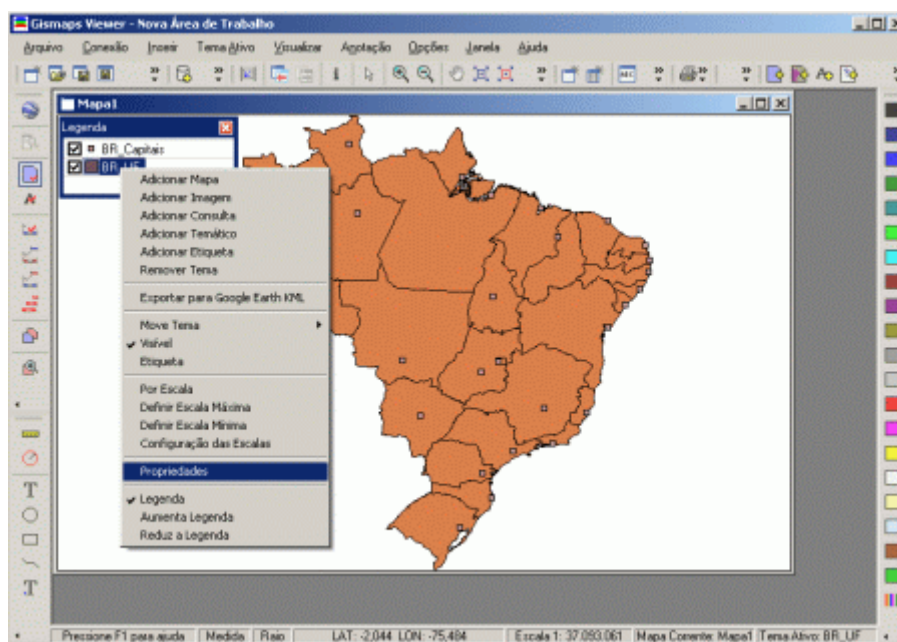 Gismaps Viewer - Nova Área de Trabalho
Arquivo Conexão Inserir Tema Ativo Visualizar Anotação Opções Janela Ajuda
Mapa1
Legenda
BR_Capitais
BR_UF
Adicionar Mapa
Adicionar Imagem
Adicionar Consulta
Adicionar Temático
Adicionar Etiqueta
Remover Tema
Exportar para Google Earth KML
Move Tema
Visível
Etiqueta
Por Escala
Definir Escala Máxima
Definir Escala Mínima
Configuração das Escalas
Propriedades
Legenda
Aumenta Legenda
Reduz a Legenda
Pressione F1 para ajuda Medida Raio LAT: -2,044 LON: -75,484 Escala 1: 37.093.061 Mapa Corrente: Mapa1 Tema Ativo: BR_UF